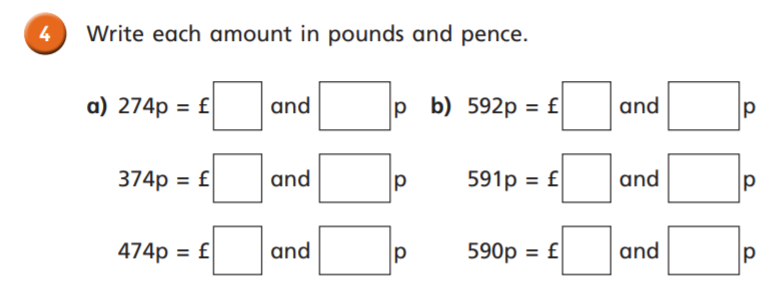 4 Write each amount in pounds and pence.
a) 274p = £ and p b) 592p = £ and p
374p = £ and p 591p = £ and p
474p = £ and p 590p = £ and p